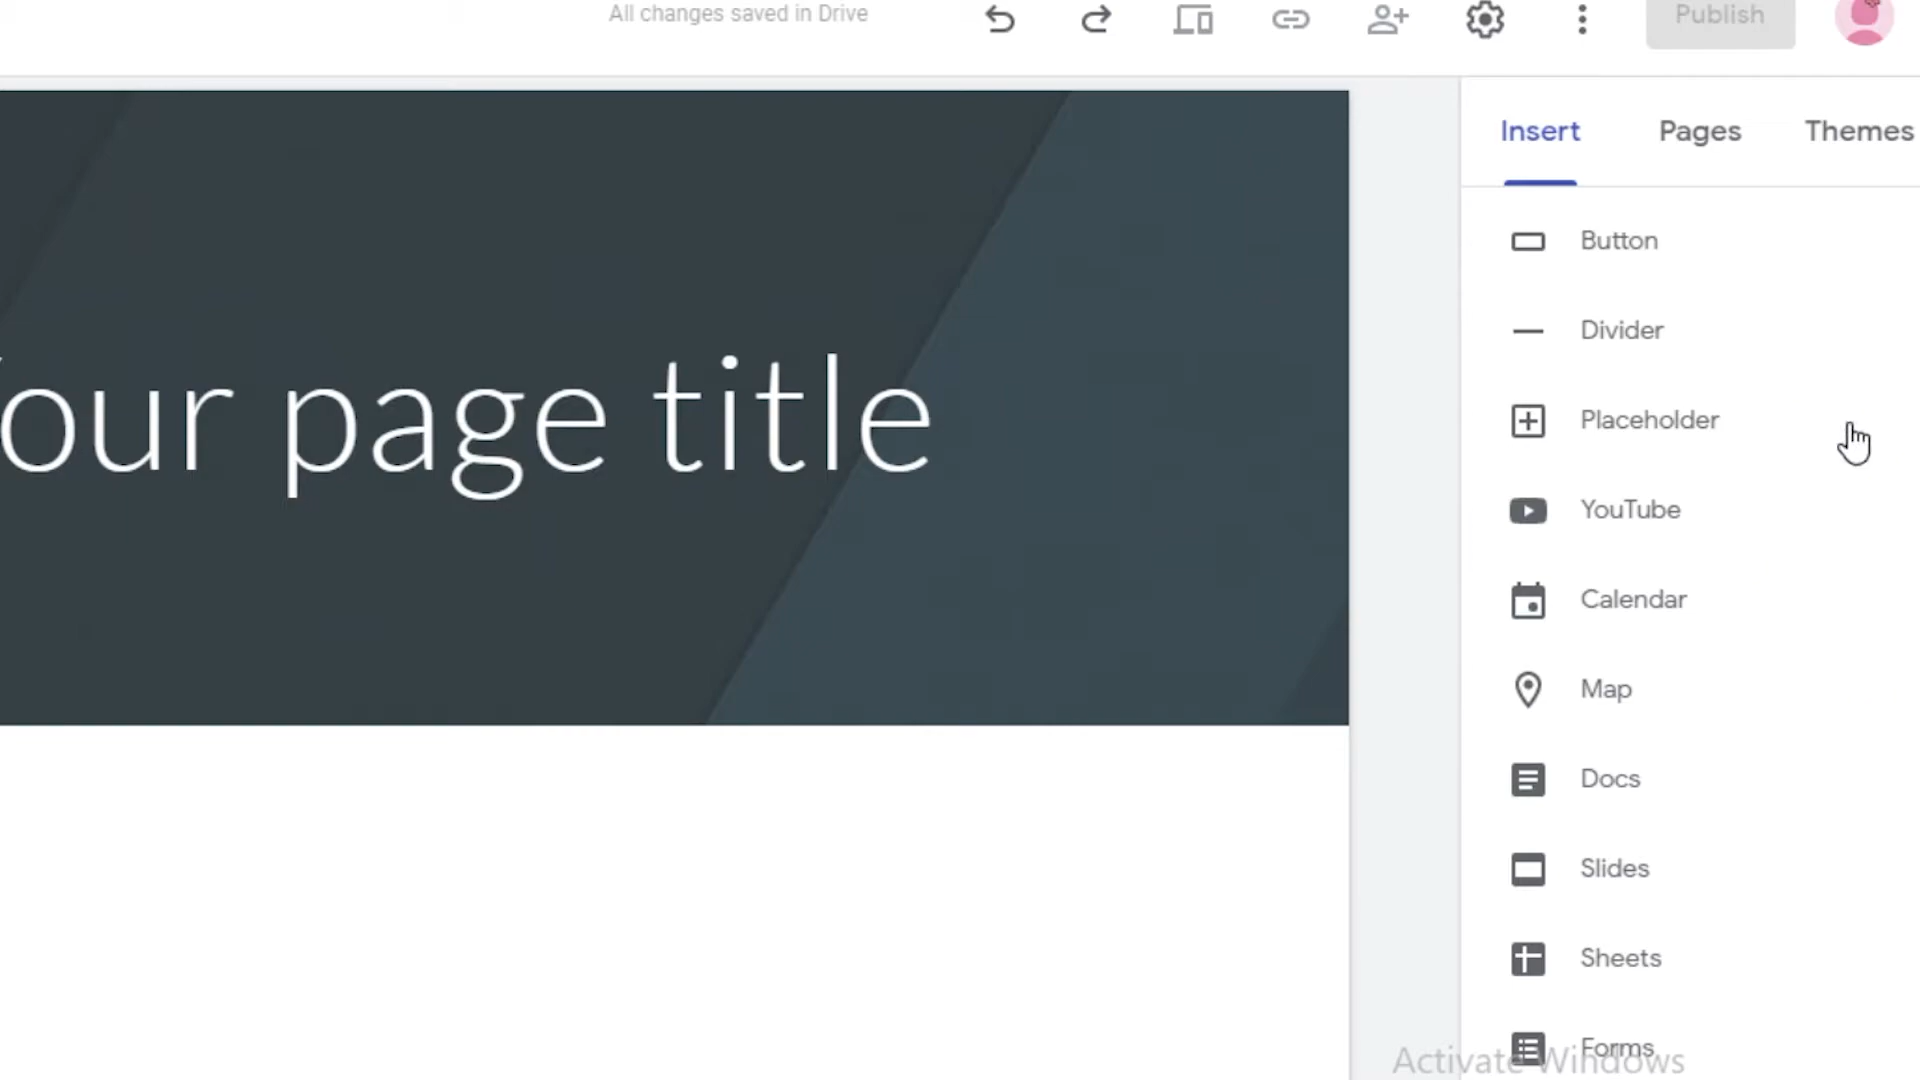 All changes saved in Drive
Publish
Insert
Pages
Themes
our page title
Button
Divider
Placeholder
YouTube
Calendar
Map
Docs
Slides
Sheets
Forms
Activate Windows